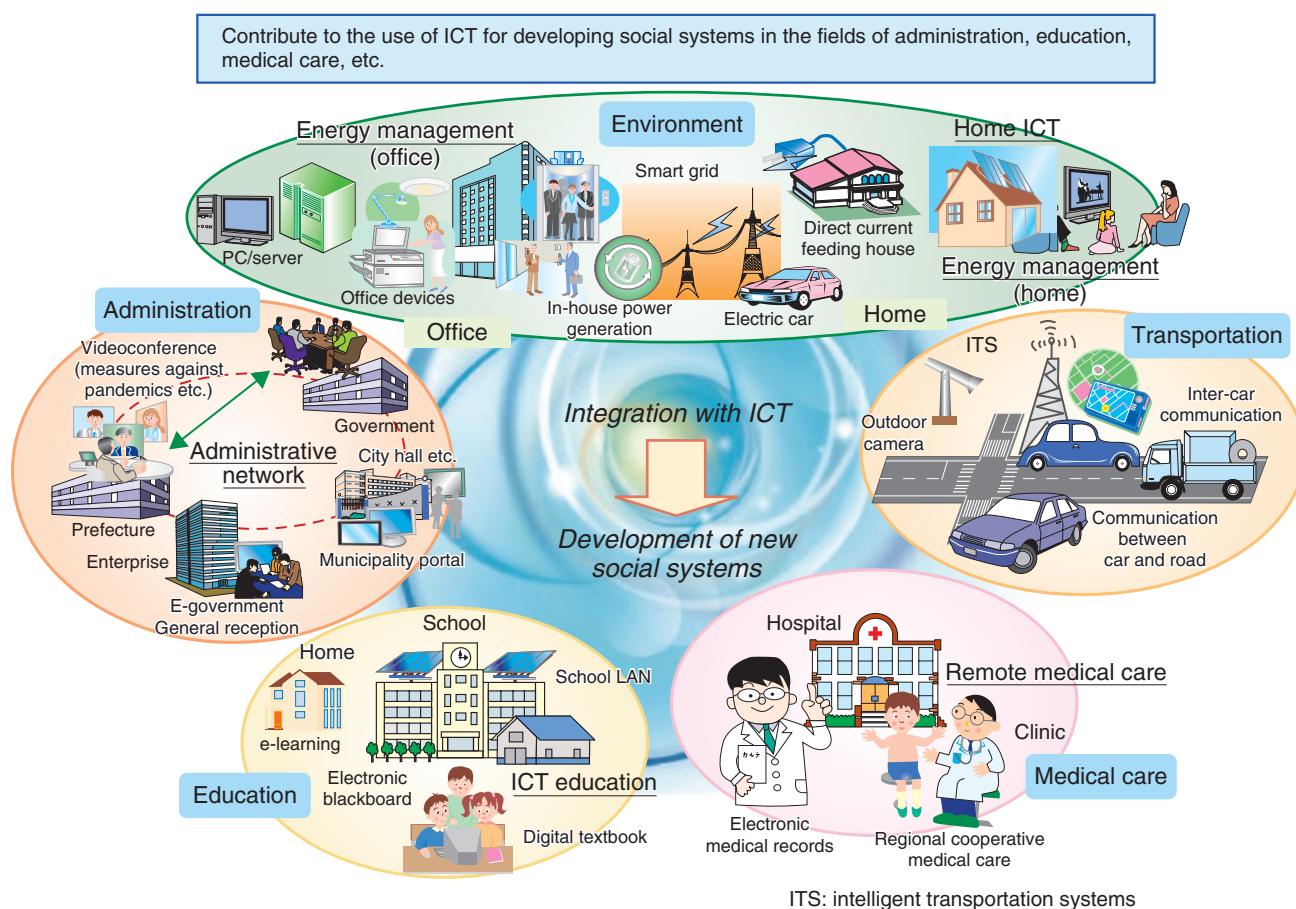 Contribute to the use of ICT for developing social systems in the fields of administration, education,
medical care, etc.
Environment
Energy management
(office)
Home ICT
Smart grid
PC/server
Office devices
In-house power
generation
Electric car
Direct current
feeding house
Energy management
(home)
Office
Home
Administration
Videoconference
(measures against
pandemics etc.)
Government
Administrative
network
City hall etc.
Prefecture
Enterprise
Municipality portal
E-government
General reception
Integration with ICT
Development of new
social systems
Transportation
ITS
Outdoor
camera
Inter-car
communication
Communication
between
car and road
School
Home
School LAN
e-learning
Electronic
blackboard
ICT education
Education
Digital textbook
Hospital
Remote medical care
Clinic
カルテ
Medical care
Electronic
medical records
Regional cooperative
medical care
ITS: intelligent transportation systems